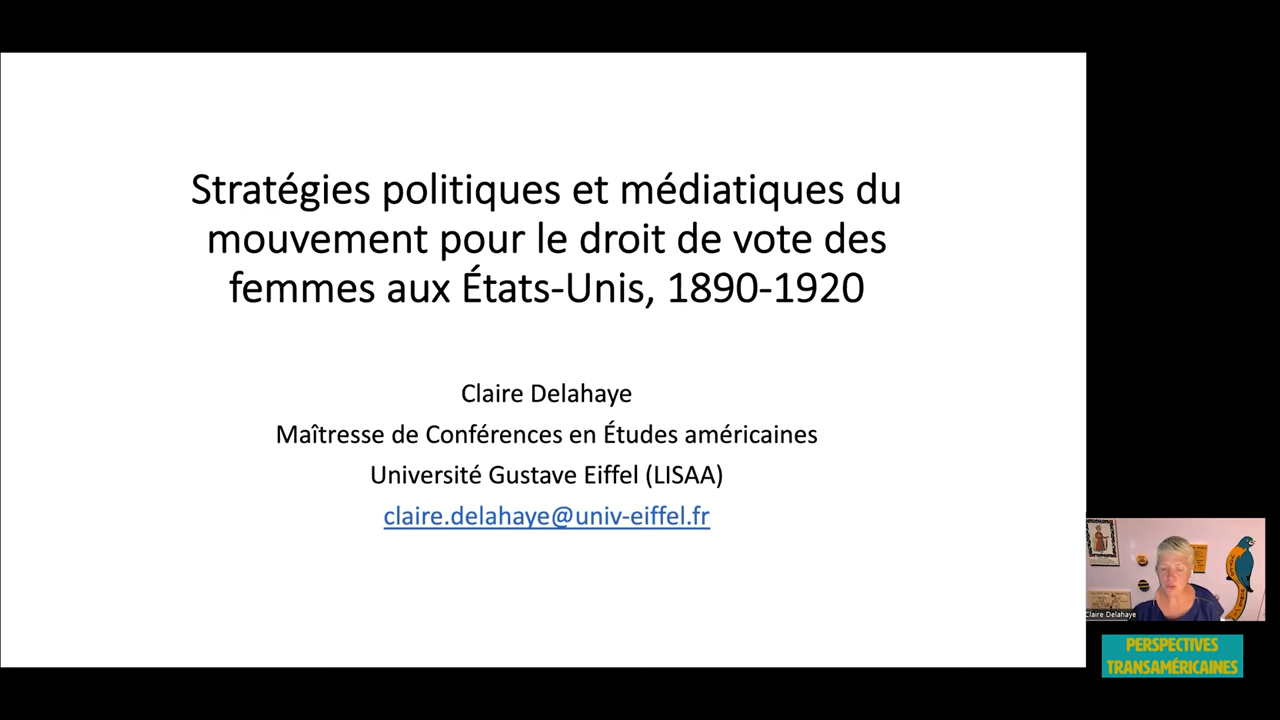 Stratégies politiques et médiatiques du
mouvement pour le droit de vote des
femmes aux États-Unis, 1890-1920
Claire Delahaye
Maîtresse de Conférences en Études américaines
Université Gustave Eiffel (LISAA)
claire.delahaye@univ-eiffel.fr
Claire Delahaye
PERSPECTIVES
TRANSAMÉRICAINES